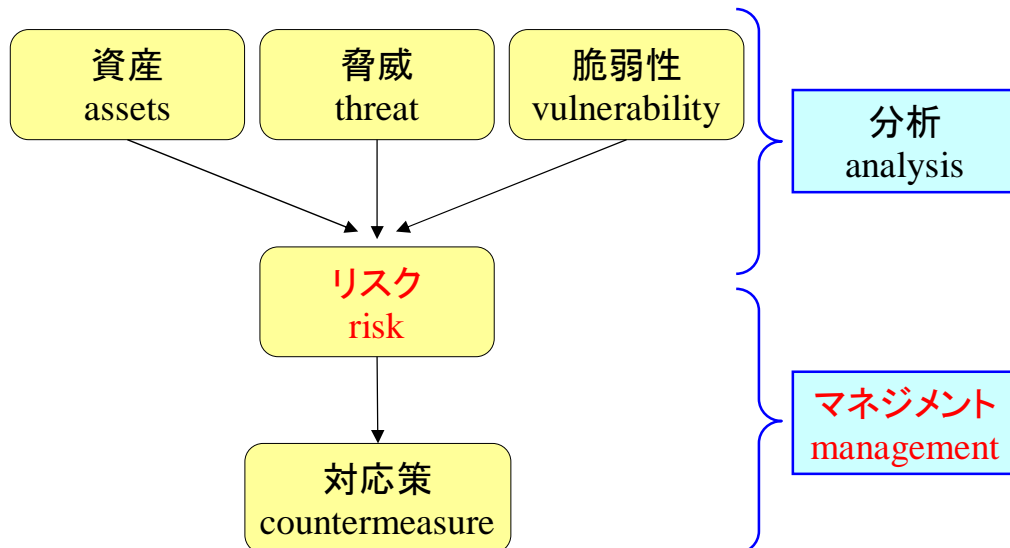 資産
assets
脅威
threat
脆弱性
vulnerability
分析
analysis
リスク
risk
マネジメント
management
対応策
countermeasure